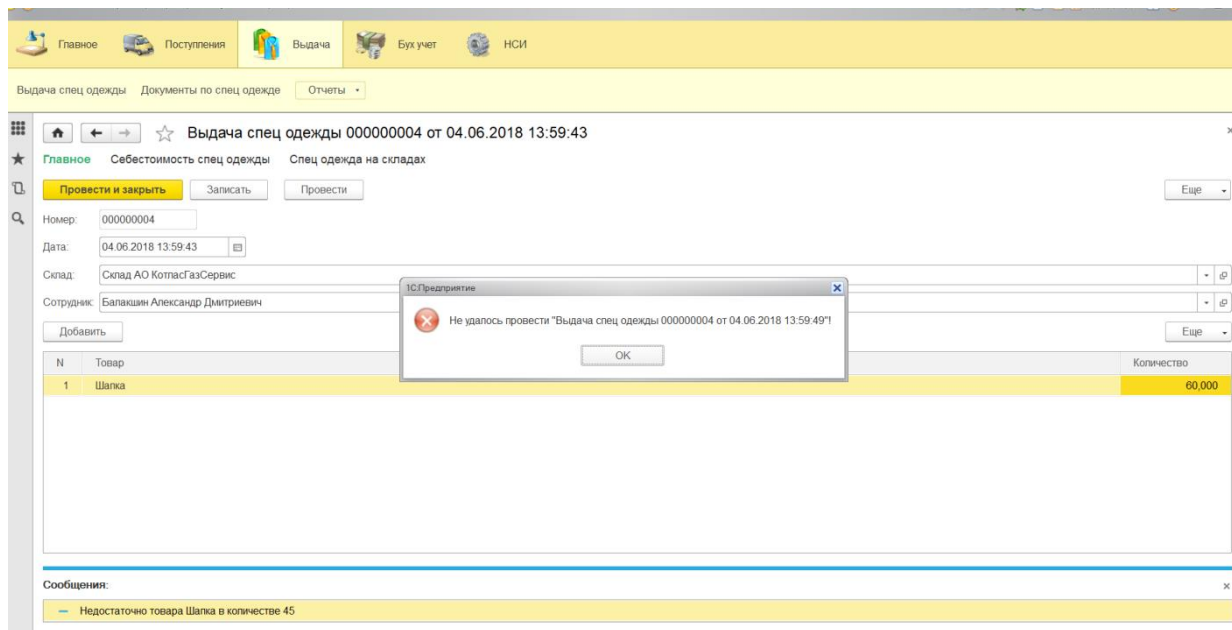 Главное Поступления Выдача Бух учет НСИ
Выдача спец одежды Документы по спец одежде Отчеты
Выдача спец одежды 000000004 от 04.06.2018 13:59:43
Главное Себестоимость спец одежды Спец одежда на складах
Провести и закрыть Записать Провести Еще
Номер: 000000004
Дата: 04.06.2018 13:59:43
Склад: Склад АО КотласГазСервис
Сотрудник: Балакшин Александр Дмитриевич
1С:Предприятие
Не удалось провести "Выдача спец одежды 000000004 от 04.06.2018 13:59:49"!
OK
Добавить Еще
N Товар Количество
1 Шапка 60,000
Сообщения:
Недостаточно товара Шапка в количестве 45